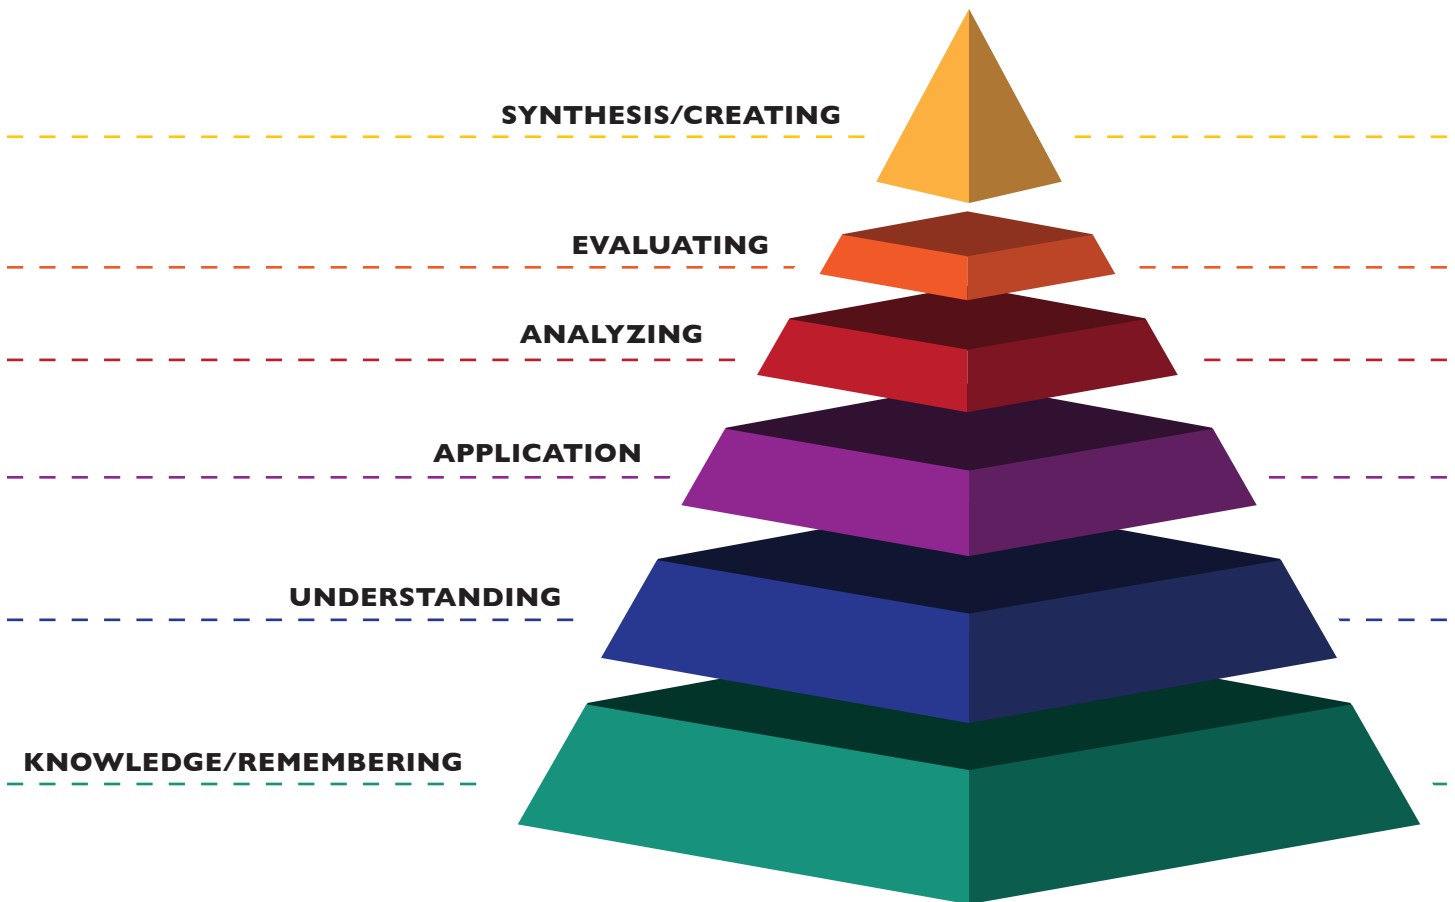 SYNTHESIS/CREATING
EVALUATING
ANALYZING
APPLICATION
UNDERSTANDING
KNOWLEDGE/REMEMBERING